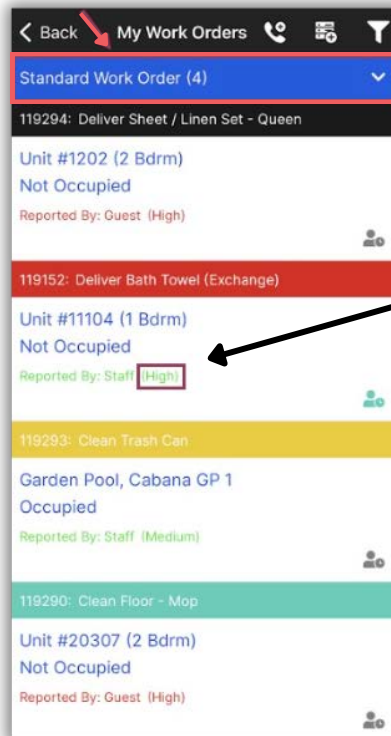 Back My Work Orders
Standard Work Order (4)
119294: Deliver Sheet / Linen Set - Queen
Unit #1202 (2 Bdrm)
Not Occupied
Reported By: Guest (High)
119152: Deliver Bath Towel (Exchange)
Unit #11104 (1 Bdrm)
Not Occupied
Reported By: Staff (High)
119293: Clean Trash Can
Garden Pool, Cabana GP 1
Occupied
Reported By: Staff (Medium)
119290: Clean Floor - Mop
Unit #20307 (2 Bdrm)
Not Occupied
Reported By: Guest (High)